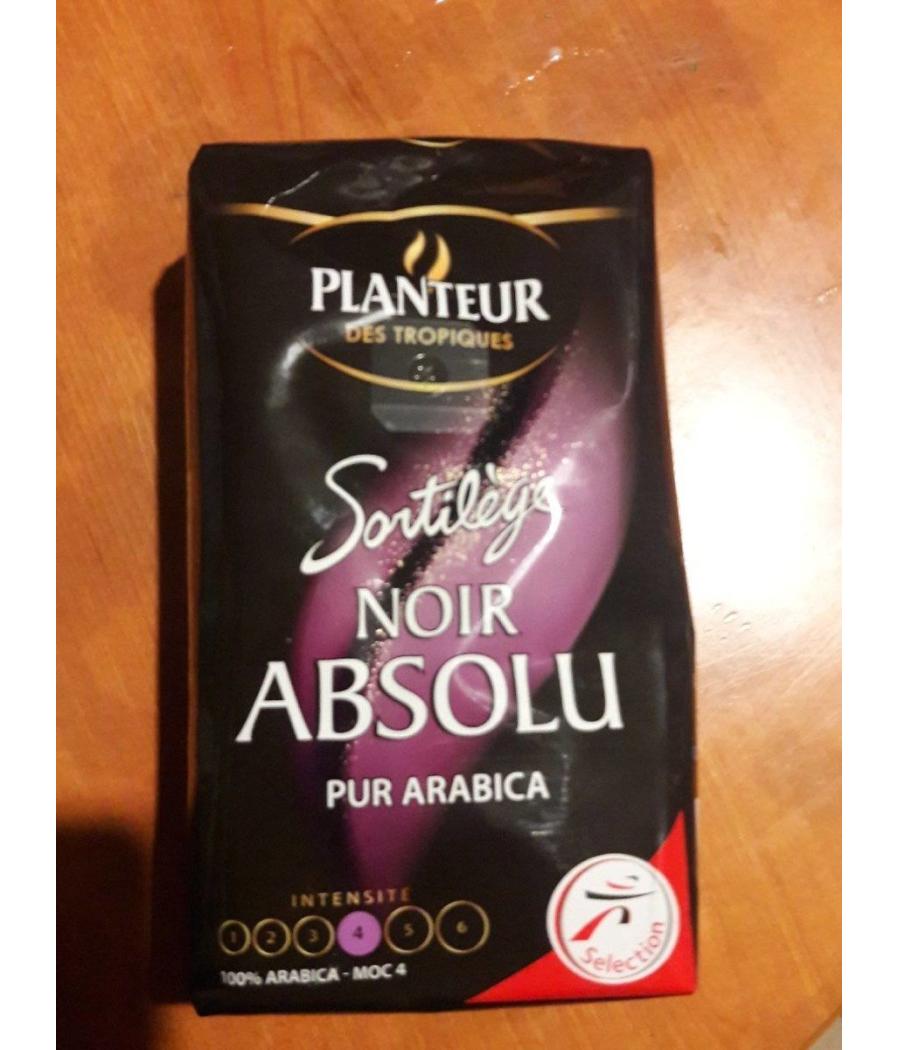 PLANTEUR
DES TROPIQUES
Sortilège
NOIR
ABSOLU
PUR ARABICA
INTENSITÉ
1 2 3 4 5 6
100% ARABICA - MOC 4
Selection